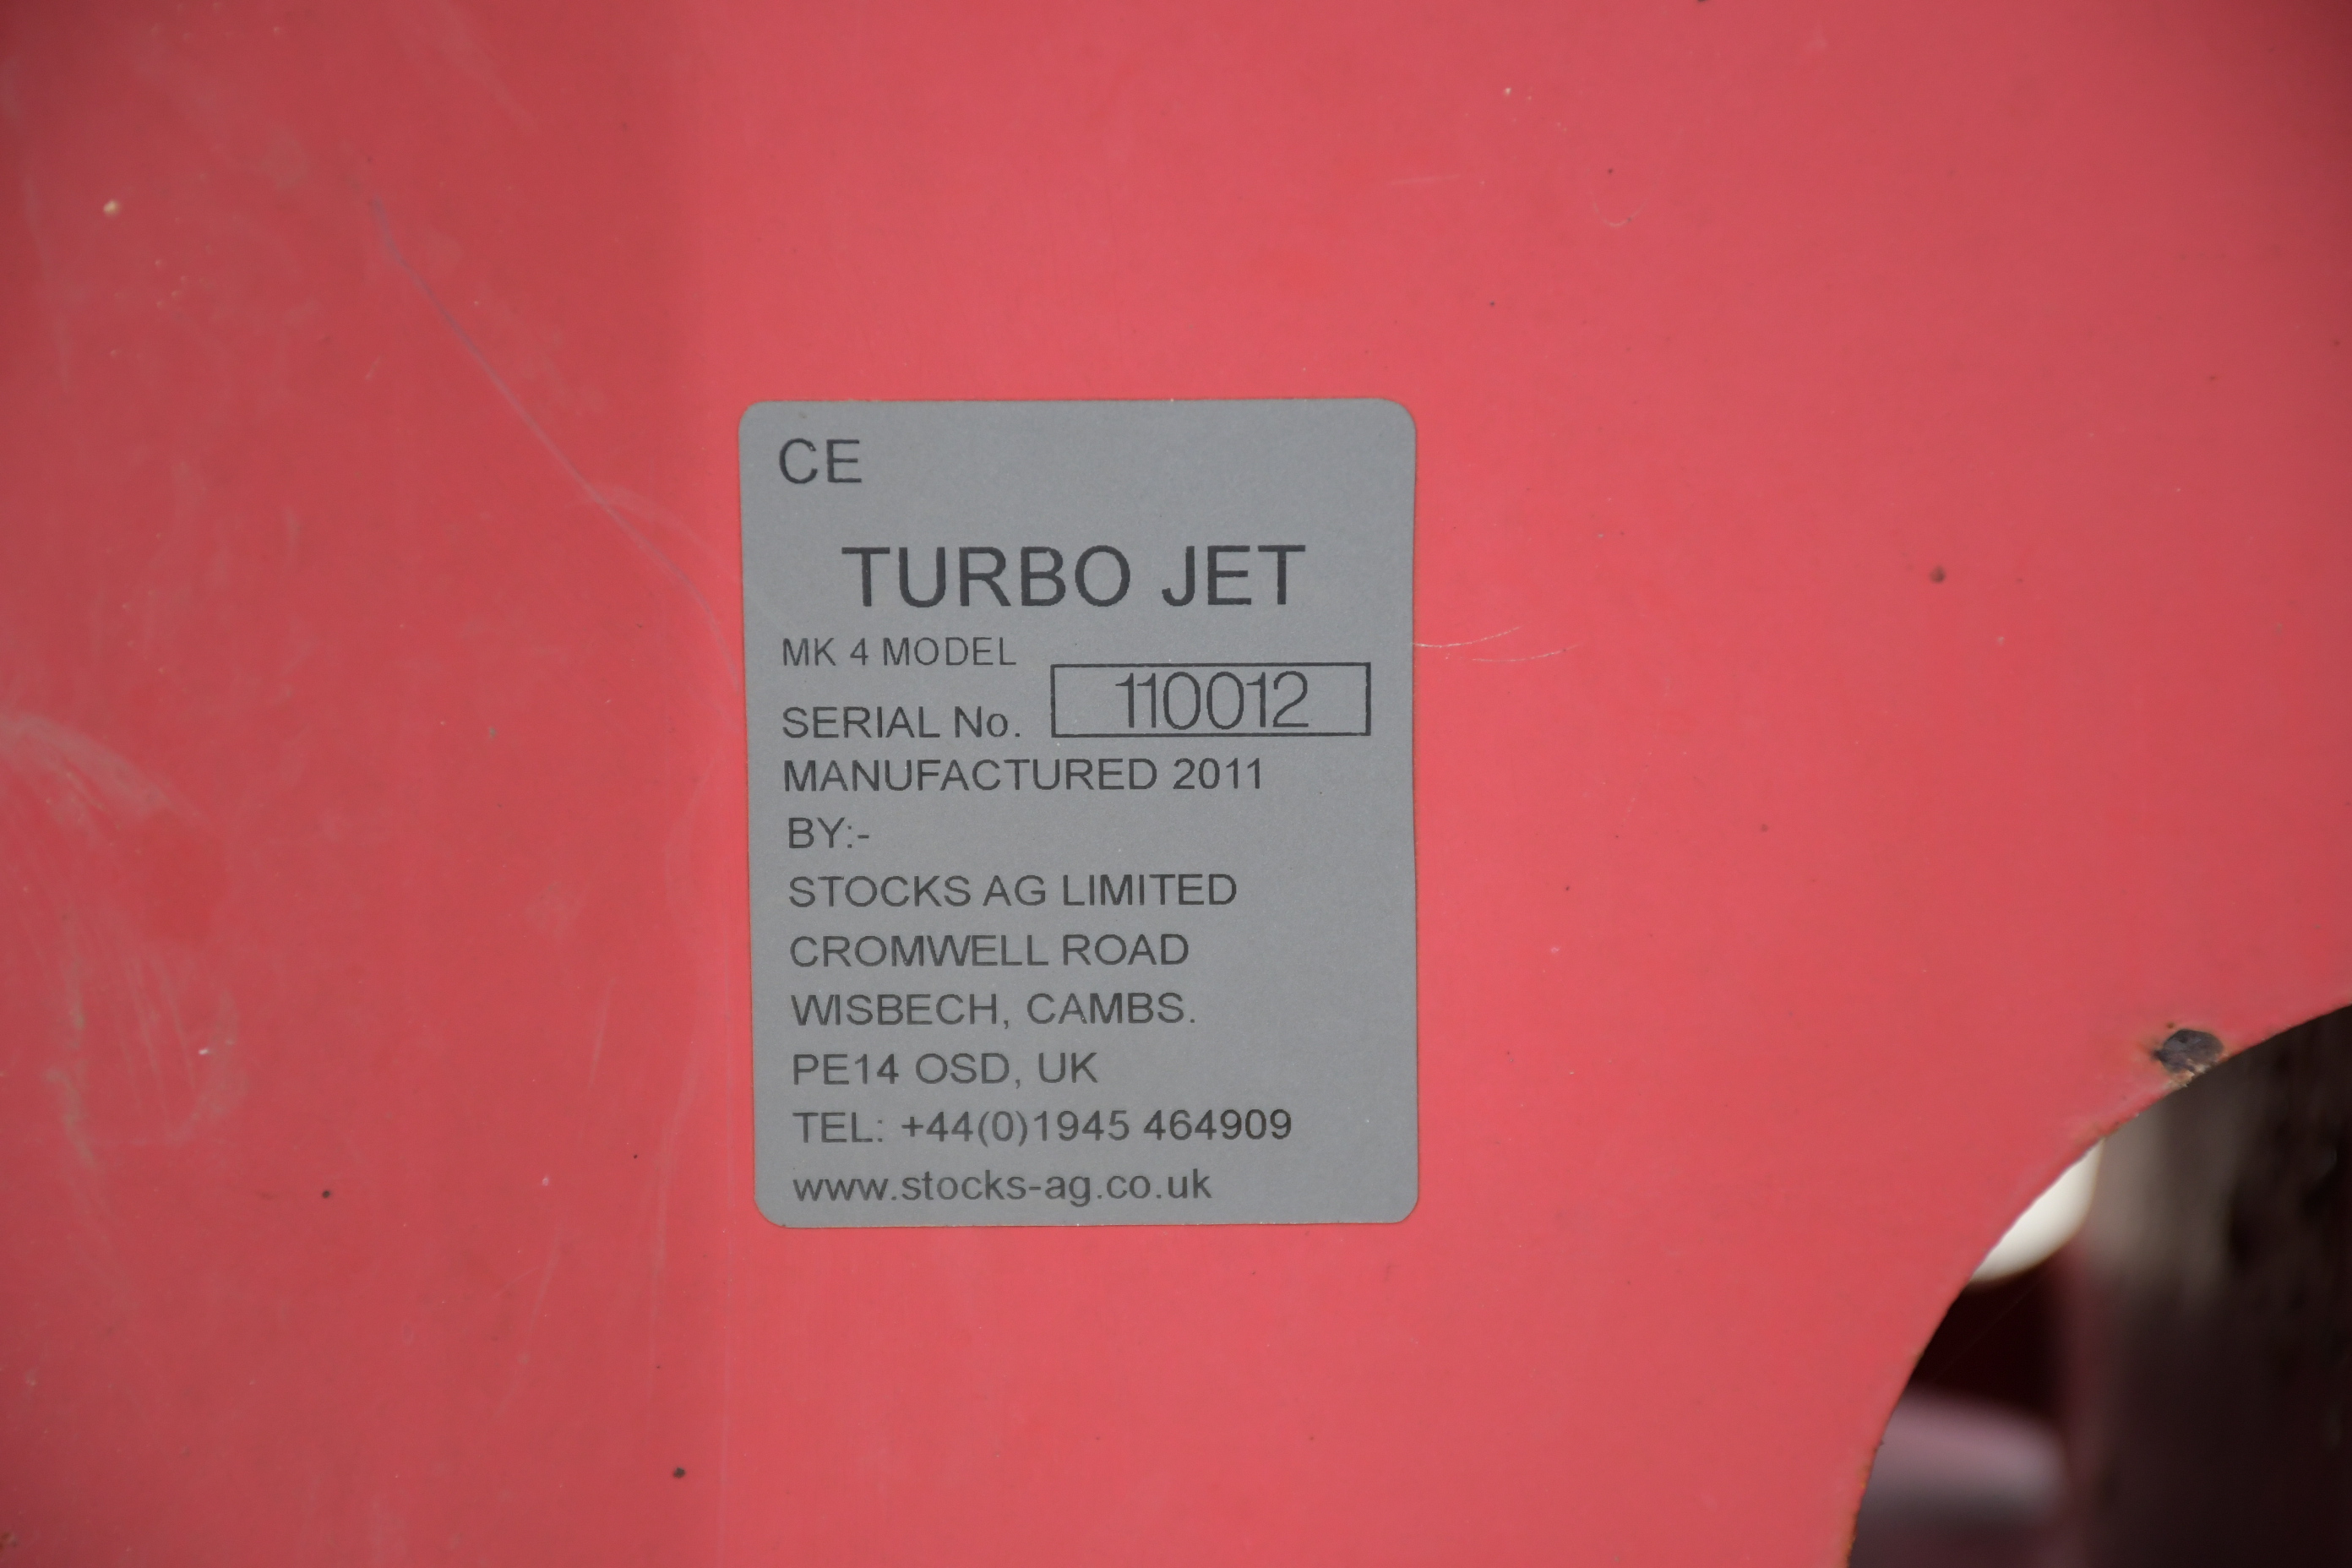 CE
TURBO JET
MK 4 MODEL
SERIAL No. 110012
MANUFACTURED 2011
BY:-
STOCKS AG LIMITED
CROMWELL ROAD
WISBECH, CAMBS.
PE14 OSD, UK
TEL: +44(0)1945 464909
www.stocks-ag.co.uk